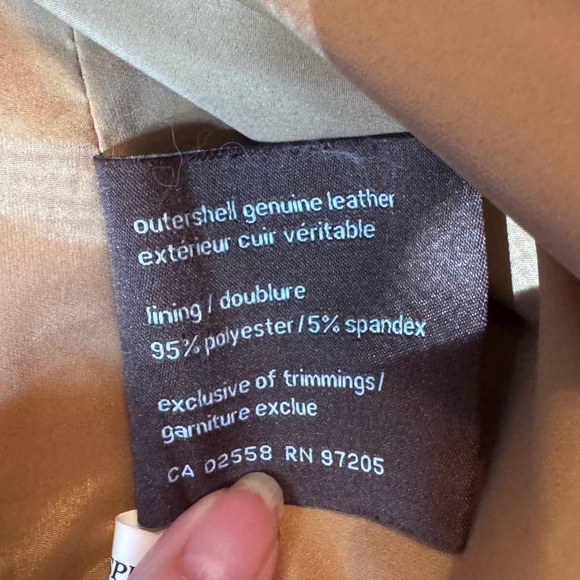 outershell genuine leather
extérieur cuir véritable
lining / doublure
95% polyester/5% spandex
exclusive of trimmings/
garniture exclue
CA 02558 RN 97205